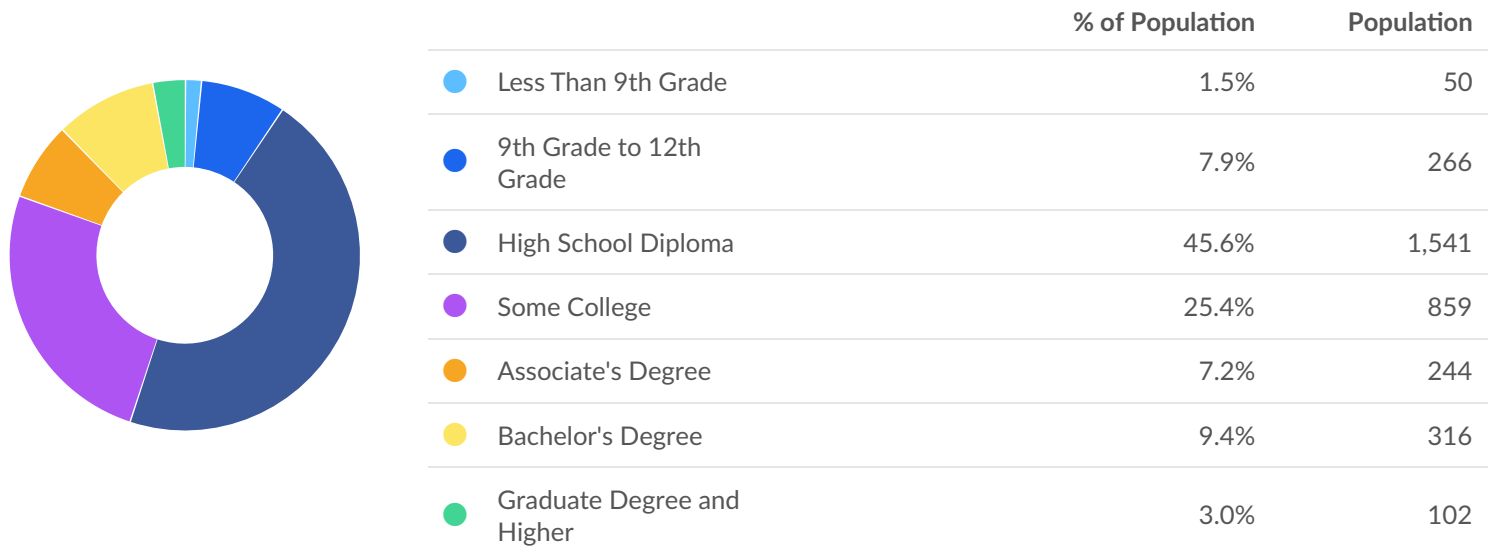 % of Population Population
Less Than 9th Grade 1.5% 50
9th Grade to 12th
Grade 7.9% 266
High School Diploma 45.6% 1,541
Some College 25.4% 859
Associate's Degree 7.2% 244
Bachelor's Degree 9.4% 316
Graduate Degree and
Higher 3.0% 102